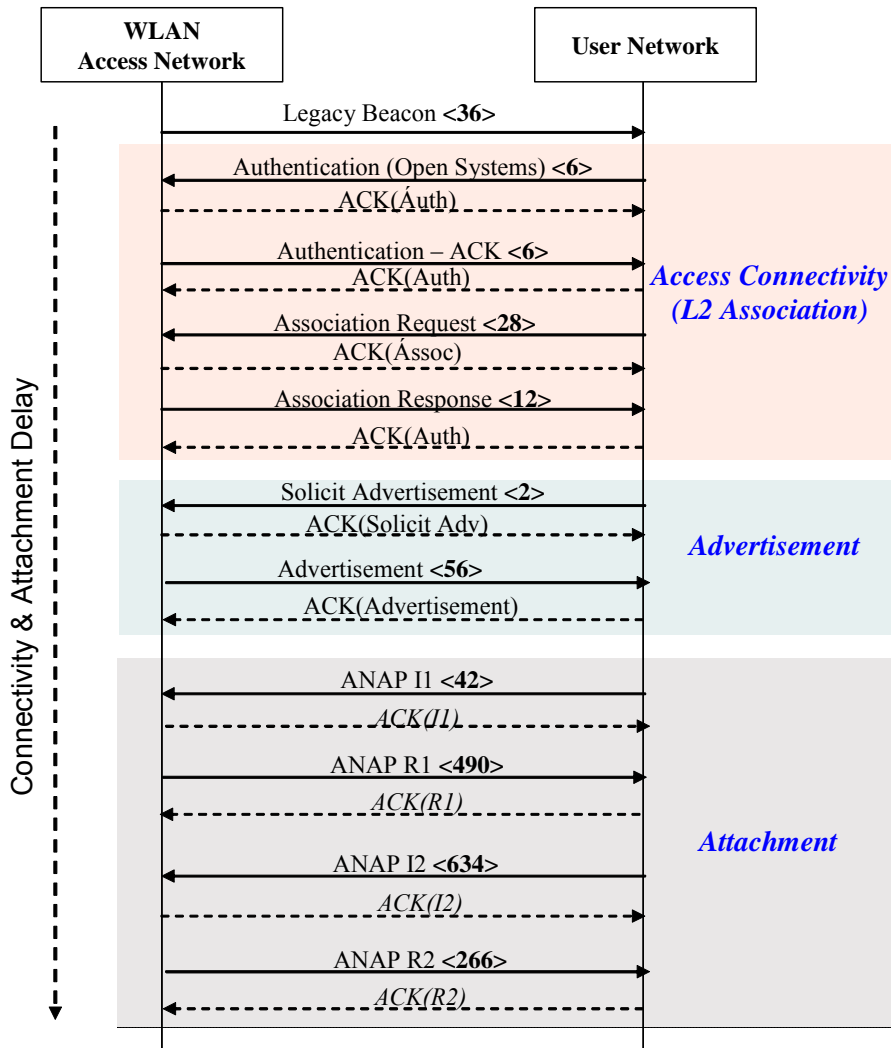 WLAN
Access Network
User Network
Legacy Beacon <36>
Authentication (Open Systems) <6>
ACK(Áuth)
Authentication – ACK <6>
ACK(Auth)
Association Request <28>
ACK(Ássoc)
Association Response <12>
ACK(Auth)
Access Connectivity
(L2 Association)
Solicit Advertisement <2>
ACK(Solicit Adv)
Advertisement <56>
ACK(Advertisement)
Advertisement
ANAP I1 <42>
ACK(I1)
ANAP R1 <490>
ACK(R1)
ANAP I2 <634>
ACK(I2)
ANAP R2 <266>
ACK(R2)
Attachment
Connectivity & Attachment Delay